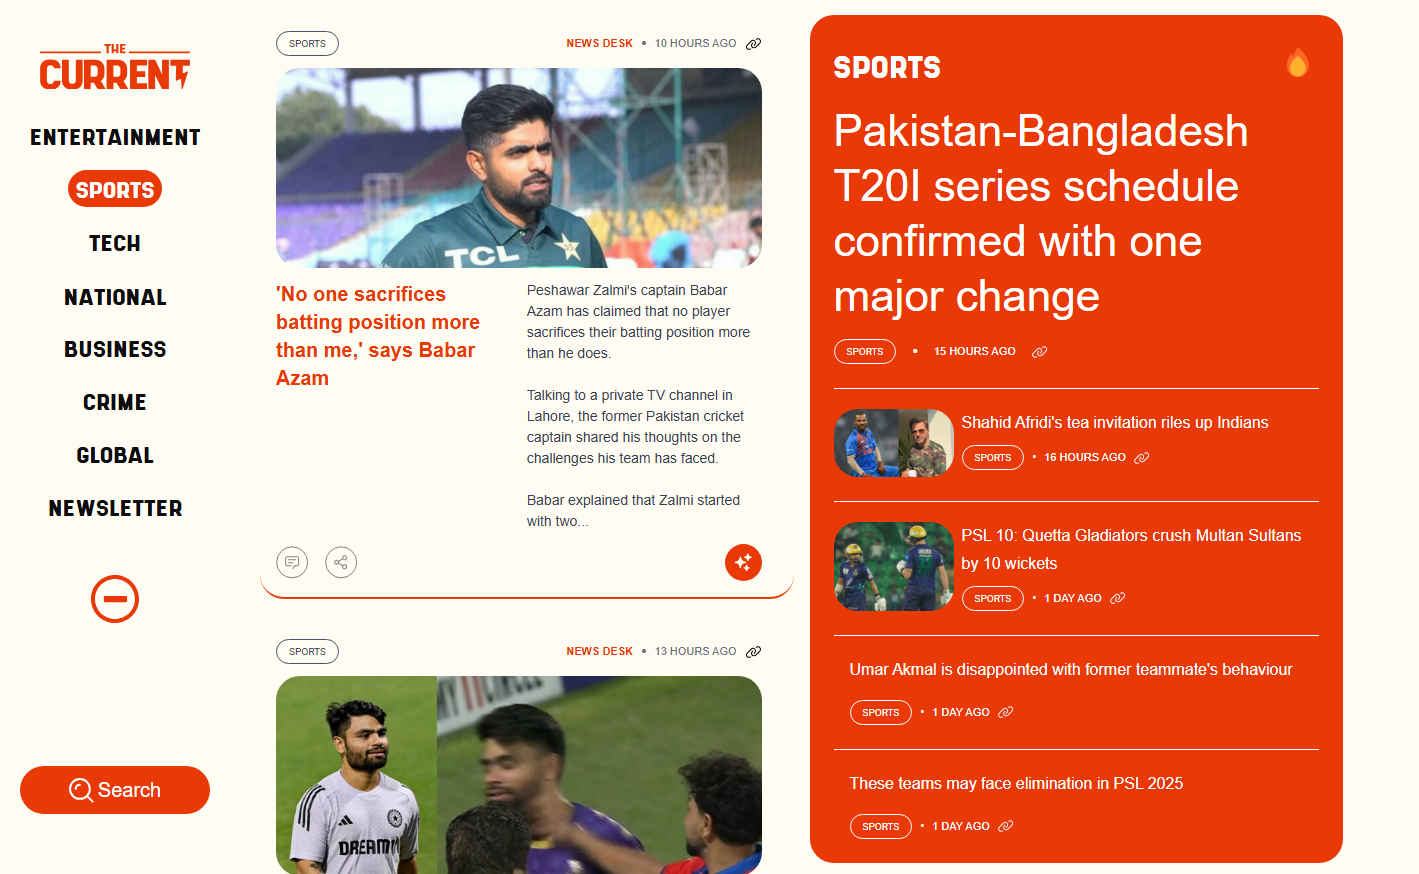 THE
CURRENT
ENTERTAINMENT
SPORTS
TECH
NATIONAL
BUSINESS
CRIME
GLOBAL
NEWSLETTER
Search
SPORTS
NEWS DESK • 10 HOURS AGO
TCL
'No one sacrifices
batting position more
than me,' says Babar
Azam
Peshawar Zalmi's captain Babar
Azam has claimed that no player
sacrifices their batting position more
than he does.
Talking to a private TV channel in
Lahore, the former Pakistan cricket
captain shared his thoughts on the
challenges his team has faced.
Babar explained that Zalmi started
with two...
SPORTS
NEWS DESK • 13 HOURS AGO
SPORTS
Pakistan-Bangladesh
T20I series schedule
confirmed with one
major change
SPORTS • 15 HOURS AGO
Shahid Afridi's tea invitation riles up Indians
SPORTS • 16 HOURS AGO
PSL 10: Quetta Gladiators crush Multan Sultans
by 10 wickets
SPORTS • 1 DAY AGO
Umar Akmal is disappointed with former teammate's behaviour
SPORTS • 1 DAY AGO
These teams may face elimination in PSL 2025
SPORTS • 1 DAY AGO